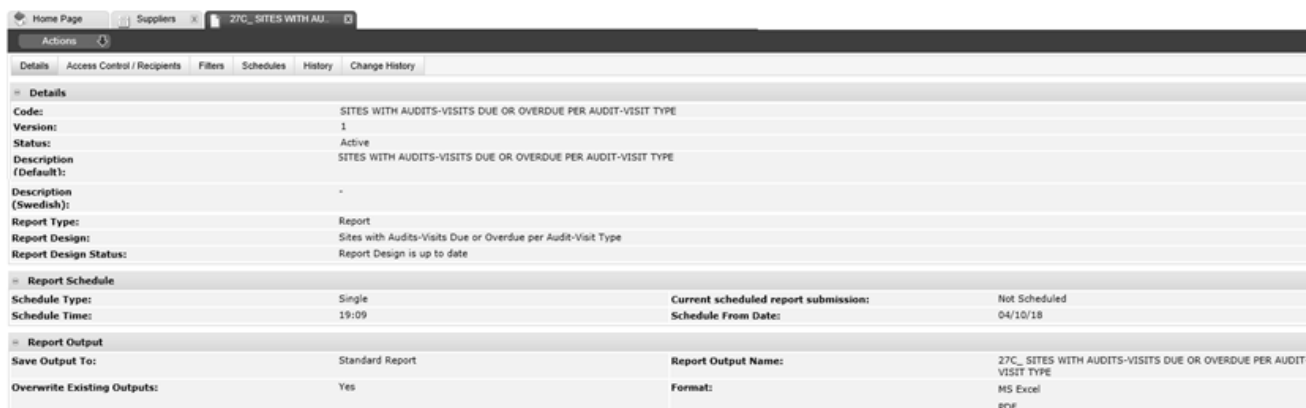 Home Page Suppliers X 27C_ SITES WITH AU.. X
Actions
Details Access Control / Recipients Filters Schedules History Change History
Details
Code: SITES WITH AUDITS-VISITS DUE OR OVERDUE PER AUDIT-VISIT TYPE
Version: 1
Status: Active
Description SITES WITH AUDITS-VISITS DUE OR OVERDUE PER AUDIT-VISIT TYPE
(Default):
Description -
(Swedish):
Report Type: Report
Report Design: Sites with Audits-Visits Due or Overdue per Audit-Visit Type
Report Design Status: Report Design is up to date
Report Schedule
Schedule Type: Single Current scheduled report submission: Not Scheduled
Schedule Time: 19:09 Schedule From Date: 04/10/18
Report Output
Save Output To: Standard Report Report Output Name: 27C_ SITES WITH AUDITS-VISITS DUE OR OVERDUE PER AUDIT-
VISIT TYPE
Overwrite Existing Outputs: Yes Format: MS Excel
PDF